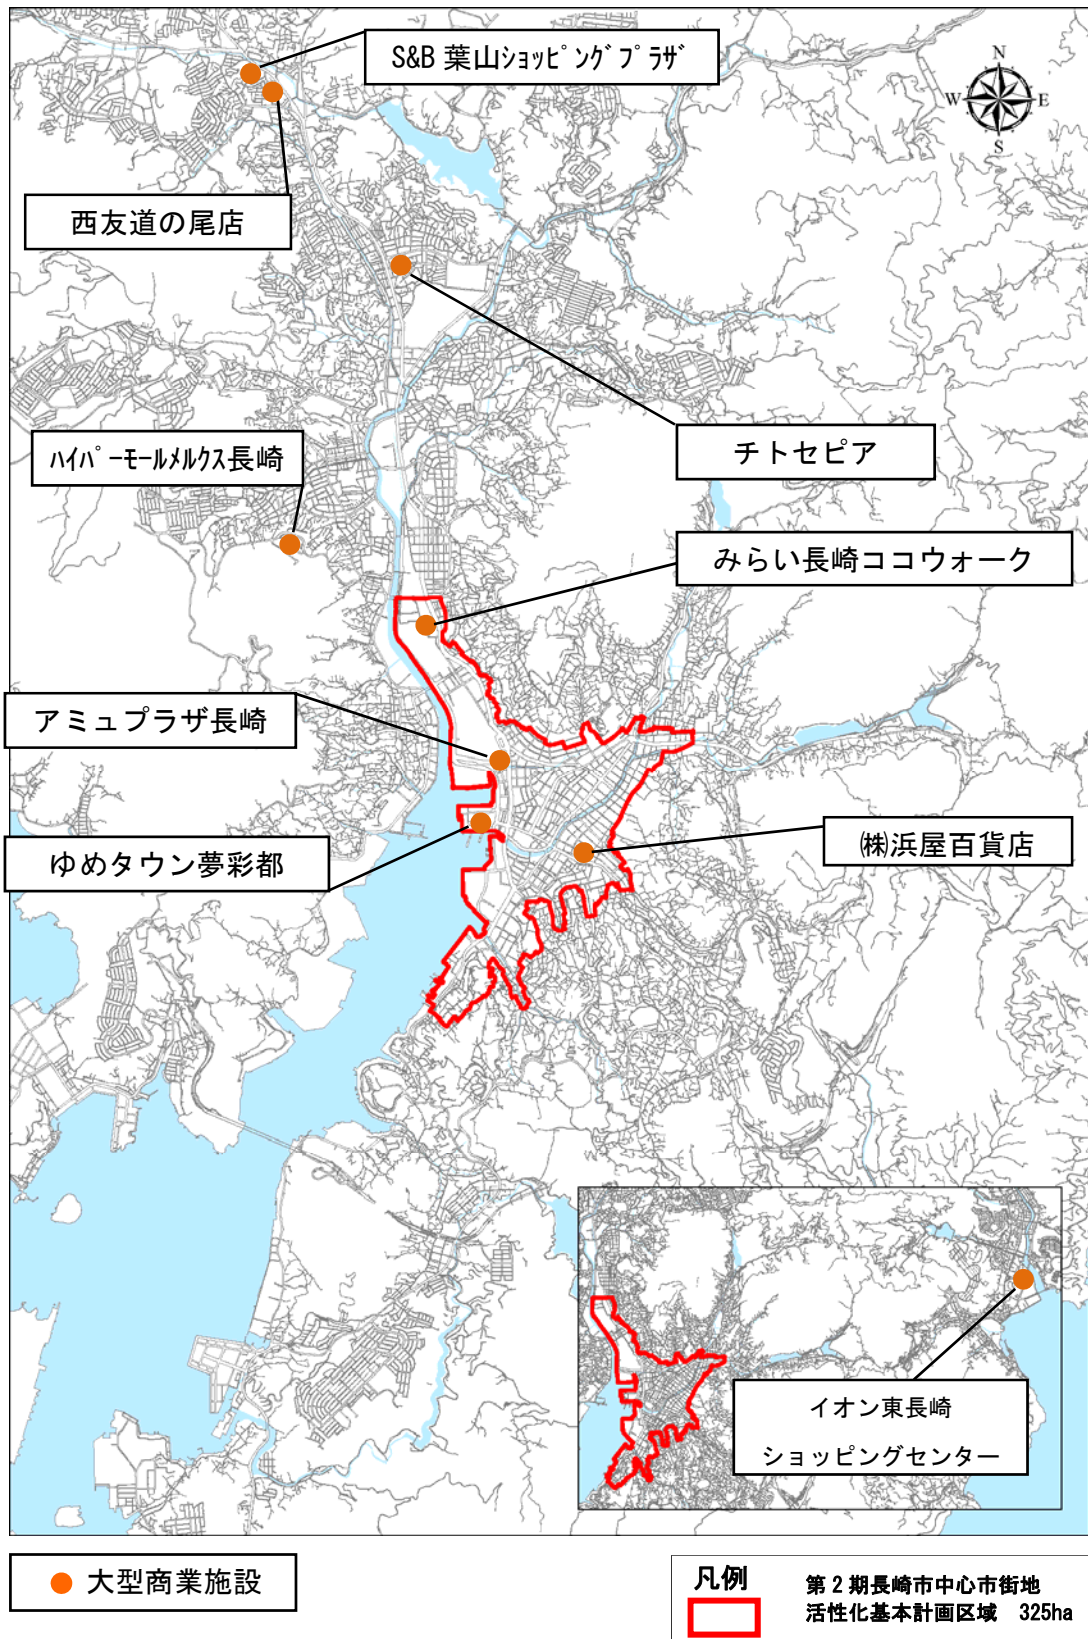 S&B 葉山ショッピングプラザ
N
W
E
S
西友道の尾店
チトセピア
ハイパーモールメルクス長崎
みらい長崎ココウォーク
アミュプラザ長崎
ゆめタウン夢彩都
㈱浜屋百貨店
イオン東長崎
ショッピングセンター
大型商業施設
凡例
第2期長崎市中心市街地
活性化基本計画区域 325ha